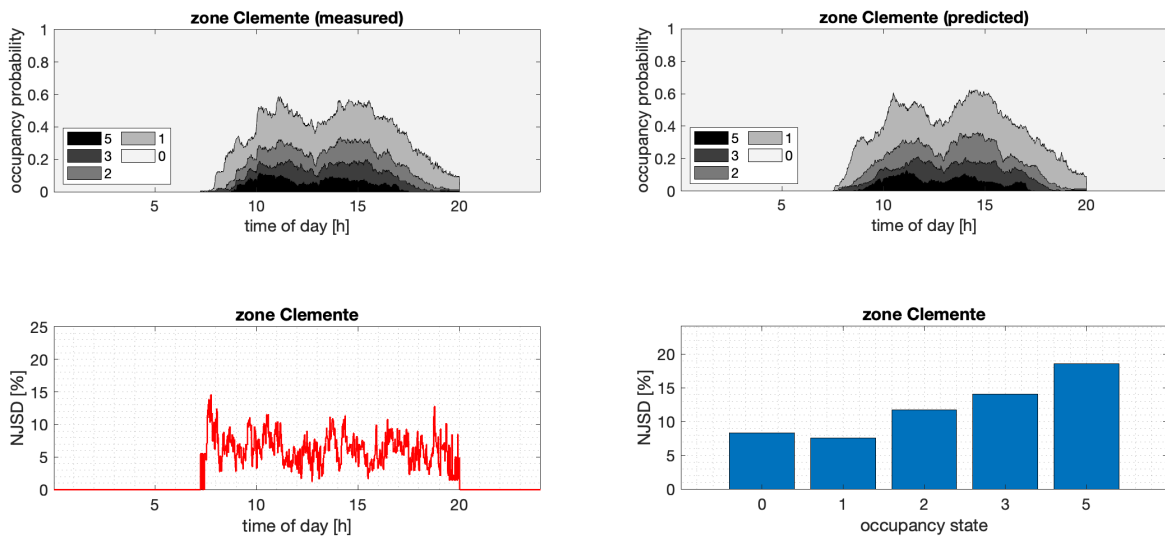 zone Clemente (measured)
occupancy probability
1
0.8
0.6
0.4
0.2
0
5 1
3 0
2
5 10 15 20
time of day [h]
zone Clemente (predicted)
occupancy probability
1
0.8
0.6
0.4
0.2
0
5 1
3 0
2
5 10 15 20
time of day [h]
zone Clemente
NJSD [%]
25
20
15
10
5
0
5 10 15 20
time of day [h]
zone Clemente
NJSD [%]
20
15
10
5
0
0 1 2 3 5
occupancy state